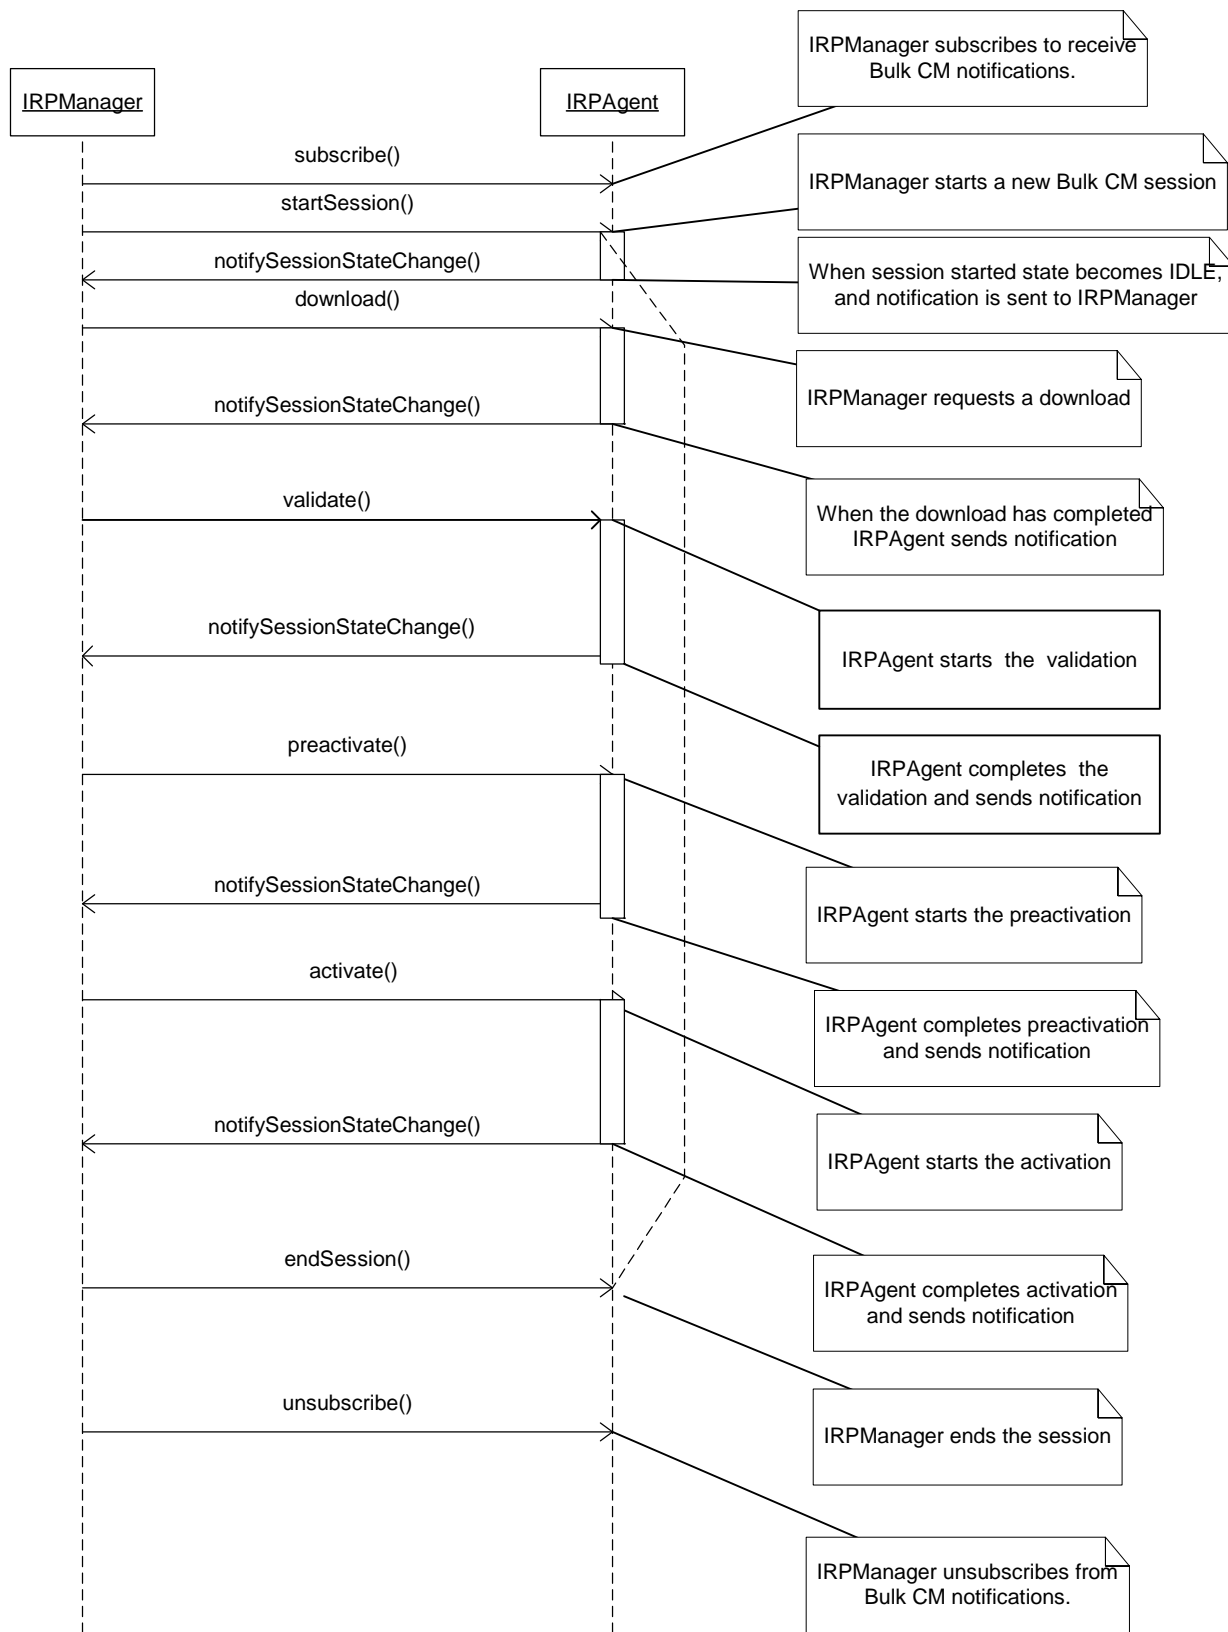 IRPManager subscribes to receive
Bulk CM notifications.
IRPManager
IRPAgent
subscribe()
IRPManager starts a new Bulk CM session
startSession()
notifySessionStateChange()
When session started state becomes IDLE,
and notification is sent to IRPManager
download()
IRPManager requests a download
notifySessionStateChange()
validate()
When the download has completed
IRPAgent sends notification
notifySessionStateChange()
IRPAgent starts the validation
preactivate()
IRPAgent completes the
validation and sends notification
notifySessionStateChange()
IRPAgent starts the preactivation
activate()
IRPAgent completes preactivation
and sends notification
notifySessionStateChange()
IRPAgent starts the activation
endSession()
IRPAgent completes activation
and sends notification
unsubscribe()
IRPManager ends the session
IRPManager unsubscribes from
Bulk CM notifications.